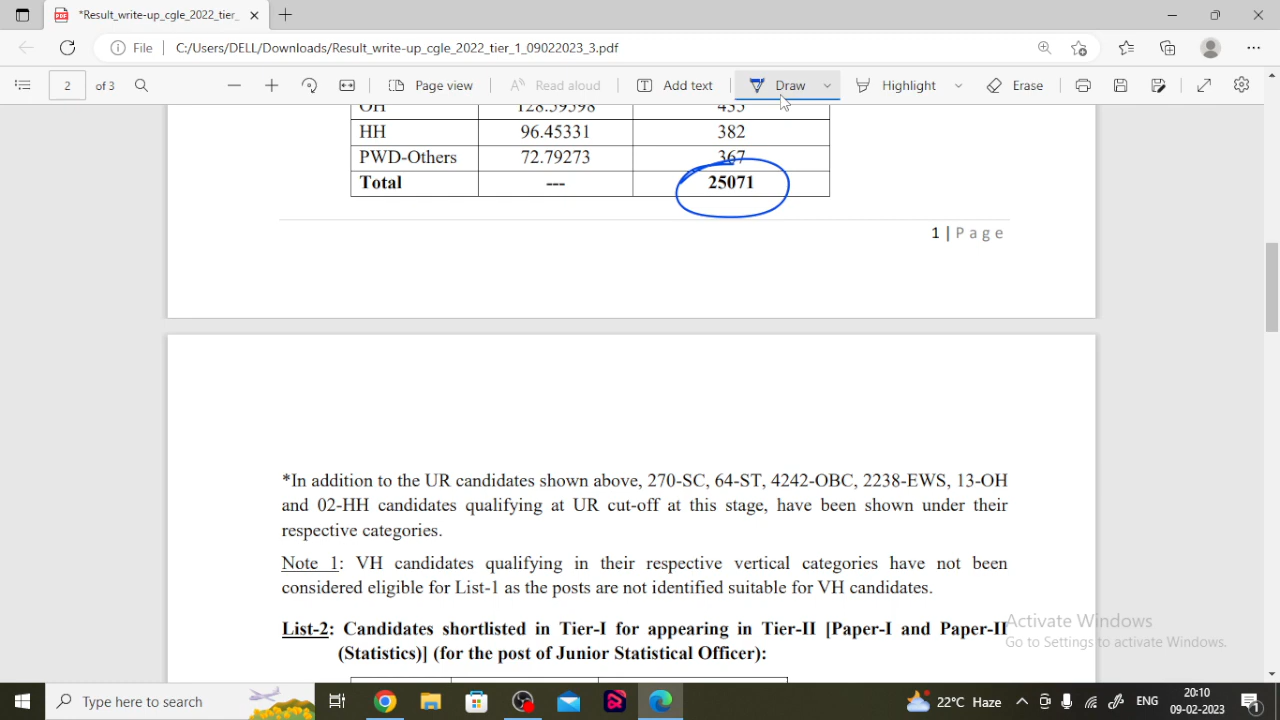 *Result_write-up_cgle_2022_tier_
File
C:/Users/DELL/Downloads/Result_write-up_cgle_2022_tier_1_09022023_3.pdf
2 of 3
Page view
Read aloud
Add text
Draw
Highlight
Erase
OH 128.59598 455
HH 96.45331 382
PWD-Others 72.79273 367
Total --- 25071
1 | Page
*In addition to the UR candidates shown above, 270-SC, 64-ST, 4242-OBC, 2238-EWS, 13-OH
and 02-HH candidates qualifying at UR cut-off at this stage, have been shown under their
respective categories.
Note 1: VH candidates qualifying in their respective vertical categories have not been
considered eligible for List-1 as the posts are not identified suitable for VH candidates.
List-2: Candidates shortlisted in Tier-I for appearing in Tier-II [Paper-I and Paper-II
(Statistics)] (for the post of Junior Statistical Officer):
Activate Windows
Go to Settings to activate Windows.
Type here to search
22°C Haze
ENG
20:10
09-02-2023